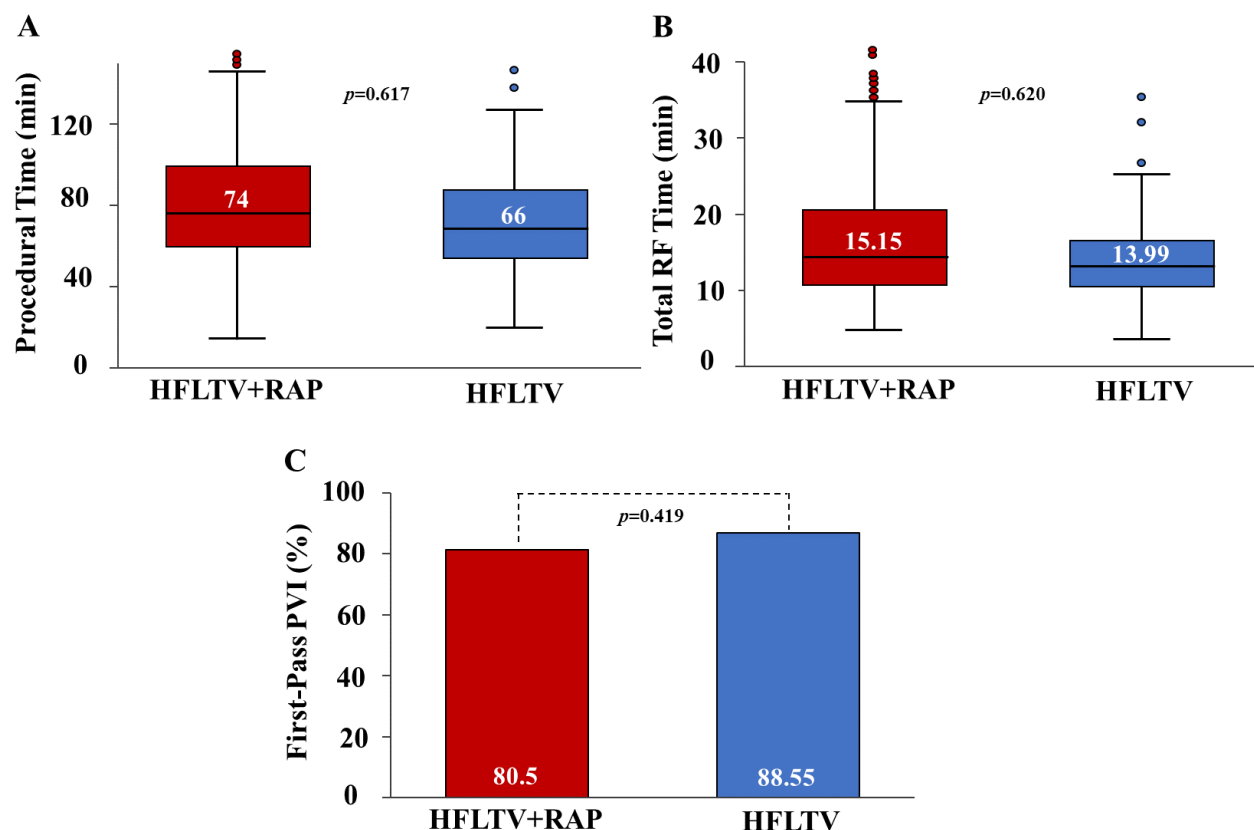 A
Procedural Time (min)
120
80
40
0
p=0.617
74
66
HFLTV+RAP
HFLTV
B
Total RF Time (min)
40
30
20
10
0
p=0.620
15.15
13.99
HFLTV+RAP
HFLTV
C
First-Pass PVI (%)
100
80
60
40
20
0
p=0.419
80.5
88.55
HFLTV+RAP
HFLTV